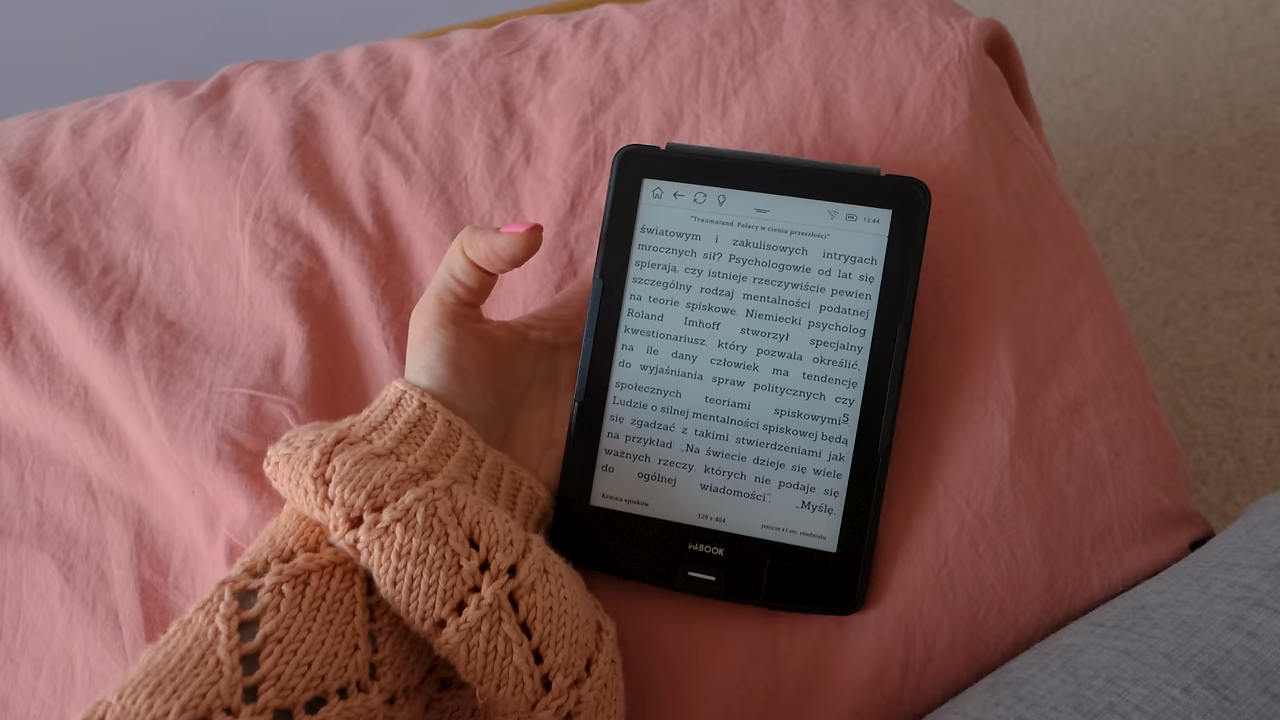 13:44
"Traumaland. Polacy w cieniu przeszłości"
światowym i zakulisowych intrygach
mrocznych sił? Psychologowie od lat się
spierają, czy istnieje rzeczywiście pewien
szczególny rodzaj mentalności podatnej
na teorie spiskowe. Niemiecki psycholog
Roland Imhoff stworzył specjalny
kwestionariusz, który pozwala określić,
na ile dany człowiek ma tendencję
do wyjaśniania spraw politycznych czy
społecznych teoriami spiskowymi5
Ludzie o silnej mentalności spiskowej będą
się zgadzać z takimi stwierdzeniami jak
na przykład „Na świecie dzieje się wiele
ważnych rzeczy, których nie podaje się
do ogólnej wiadomości”, „Myślę,
Kraina spisków
129 z 404
jeszcze str. rozdziału
inkBOOK